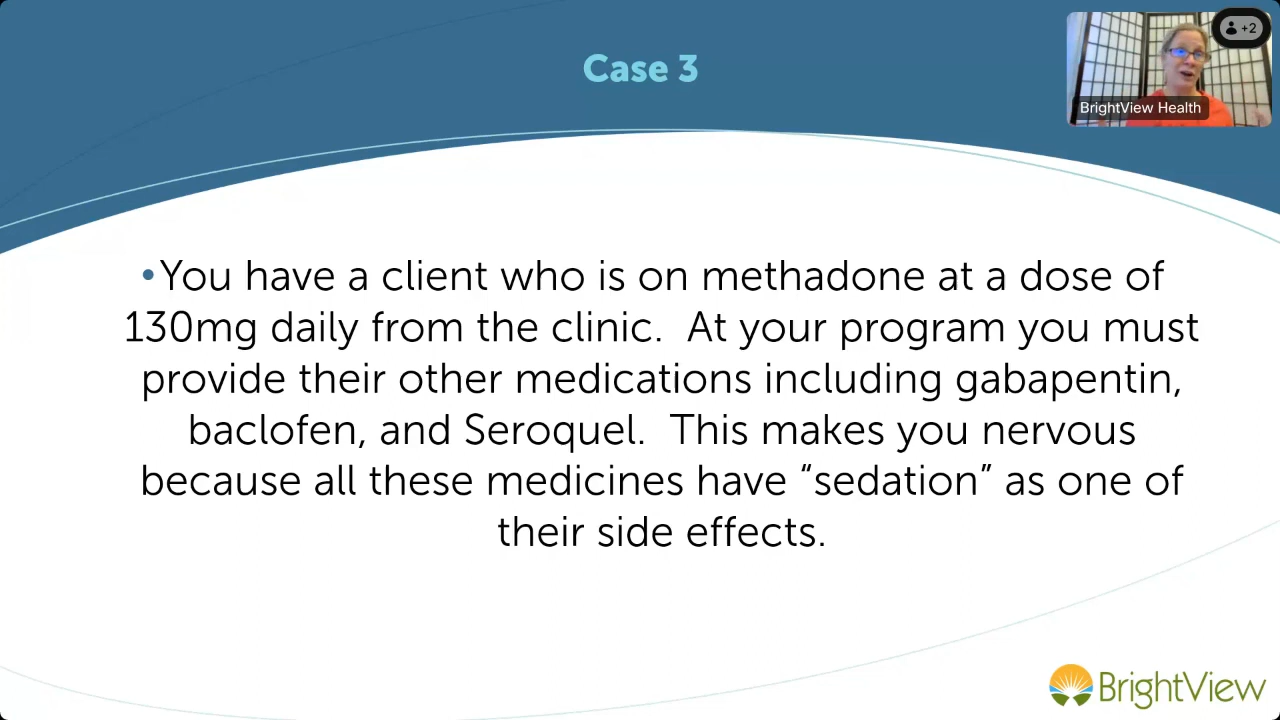 Case 3
+2
BrightView Health
•You have a client who is on methadone at a dose of
130mg daily from the clinic.  At your program you must
provide their other medications including gabapentin,
baclofen, and Seroquel.  This makes you nervous
because all these medicines have “sedation” as one of
their side effects.
BrightView